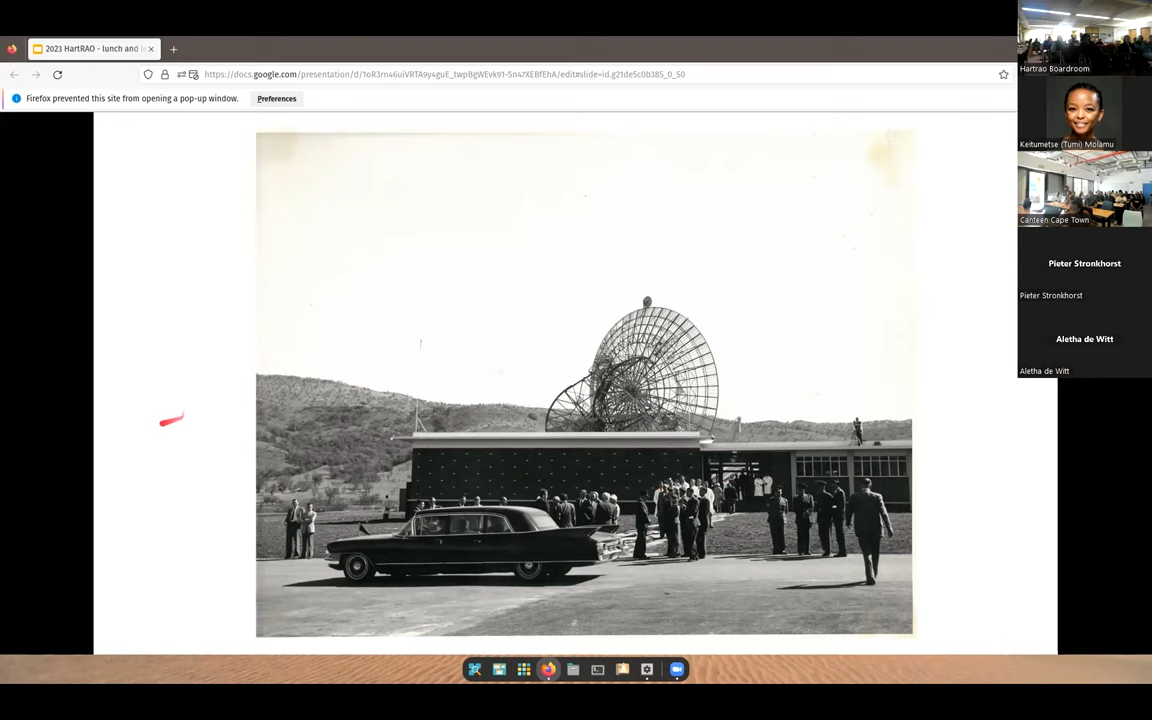 2023 HartRAO - lunch and l
https://docs.google.com/presentation/d/1oR3m46uiVRTA9y4guE_twpBgWEvk91-Sn47XEBfEhA/edit#slide=id.g21de5c0b385_0_50
Firefox prevented this site from opening a pop-up window.
Preferences
Hartrao Boardroom
Keitumetse (Tumi) Molamu
Canteen Cape Town
Pieter Stronkhorst
Pieter Stronkhorst
Aletha de Witt
Aletha de Witt